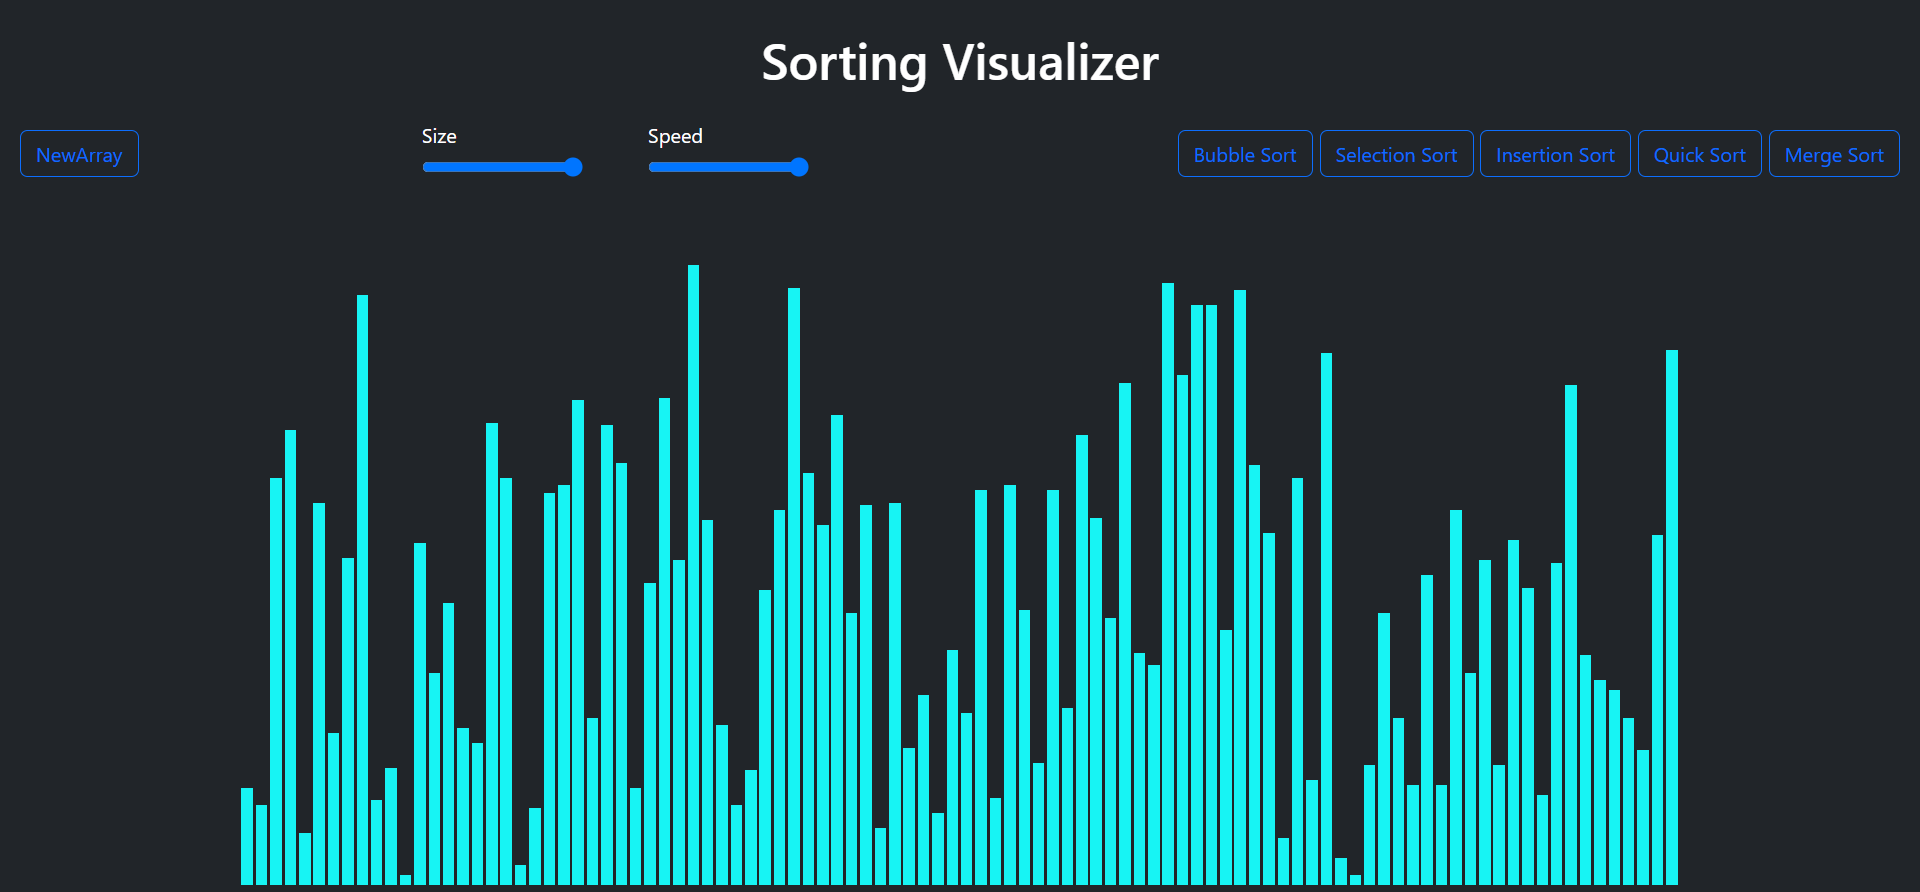 Sorting Visualizer
NewArray
Size
Speed
Bubble Sort
Selection Sort
Insertion Sort
Quick Sort
Merge Sort